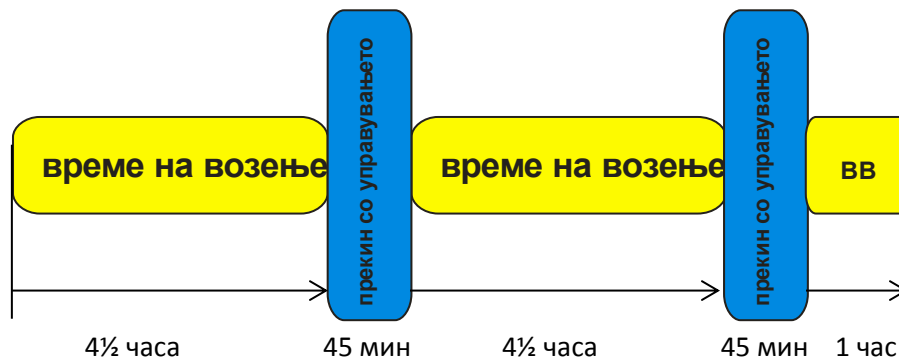 време на возење
прекин со управувањето
време на возење
прекин со управувањето
вв
4½ часа
45 мин
4½ часа
45 мин
1 час